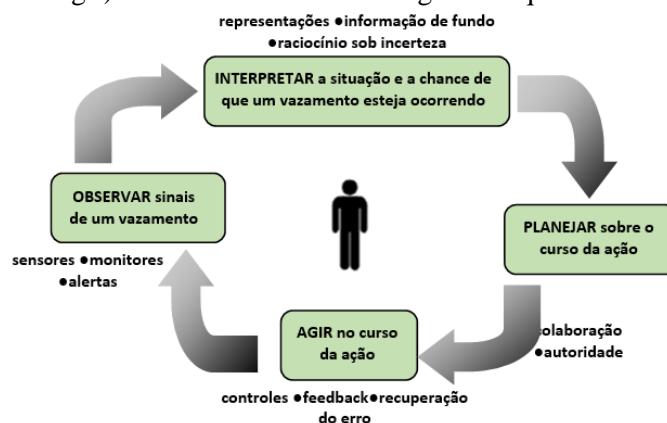 representações ●informação de fundo
●raciocínio sob incerteza
INTERPRETAR a situação e a chance de
que um vazamento esteja ocorrendo
OBSERVAR sinais
de um vazamento
sensores ●monitores
●alertas
PLANEJAR sobre o
curso da ação
colaboração
●autoridade
AGIR no curso
da ação
controles ●feedback●recuperação
do erro